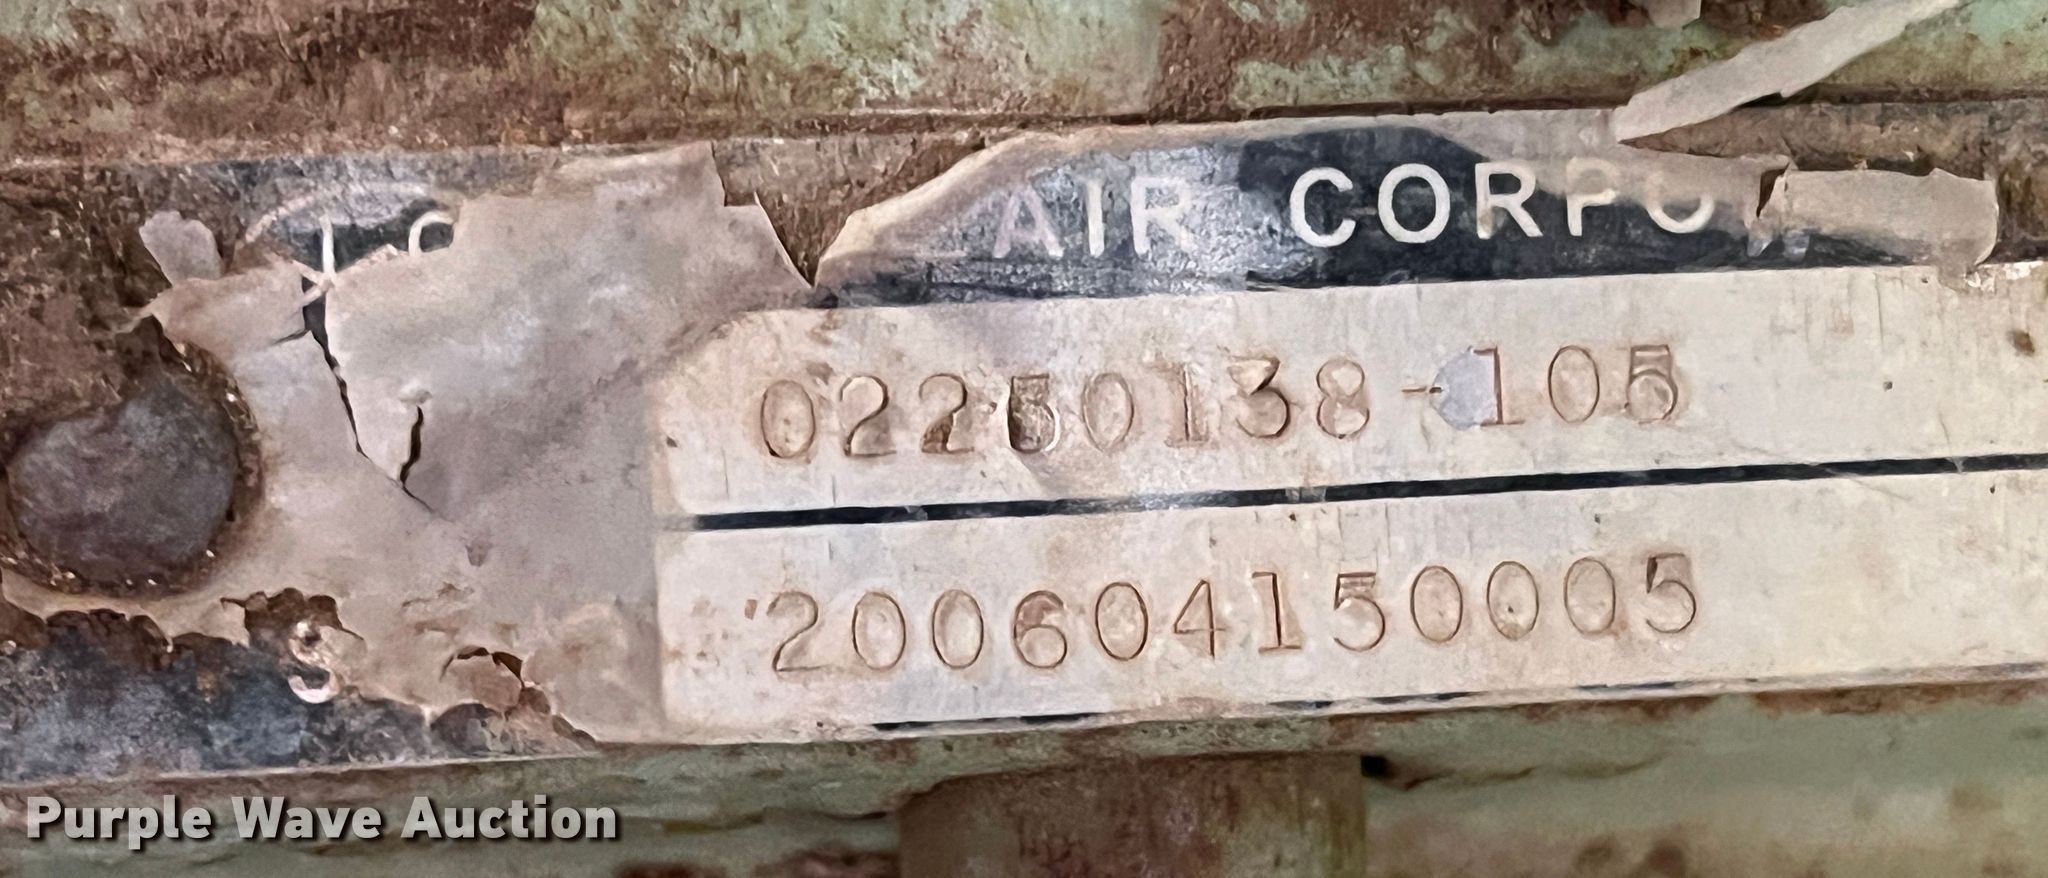 AIR CORPO
02250138-105
200604150005
S
Purple Wave Auction